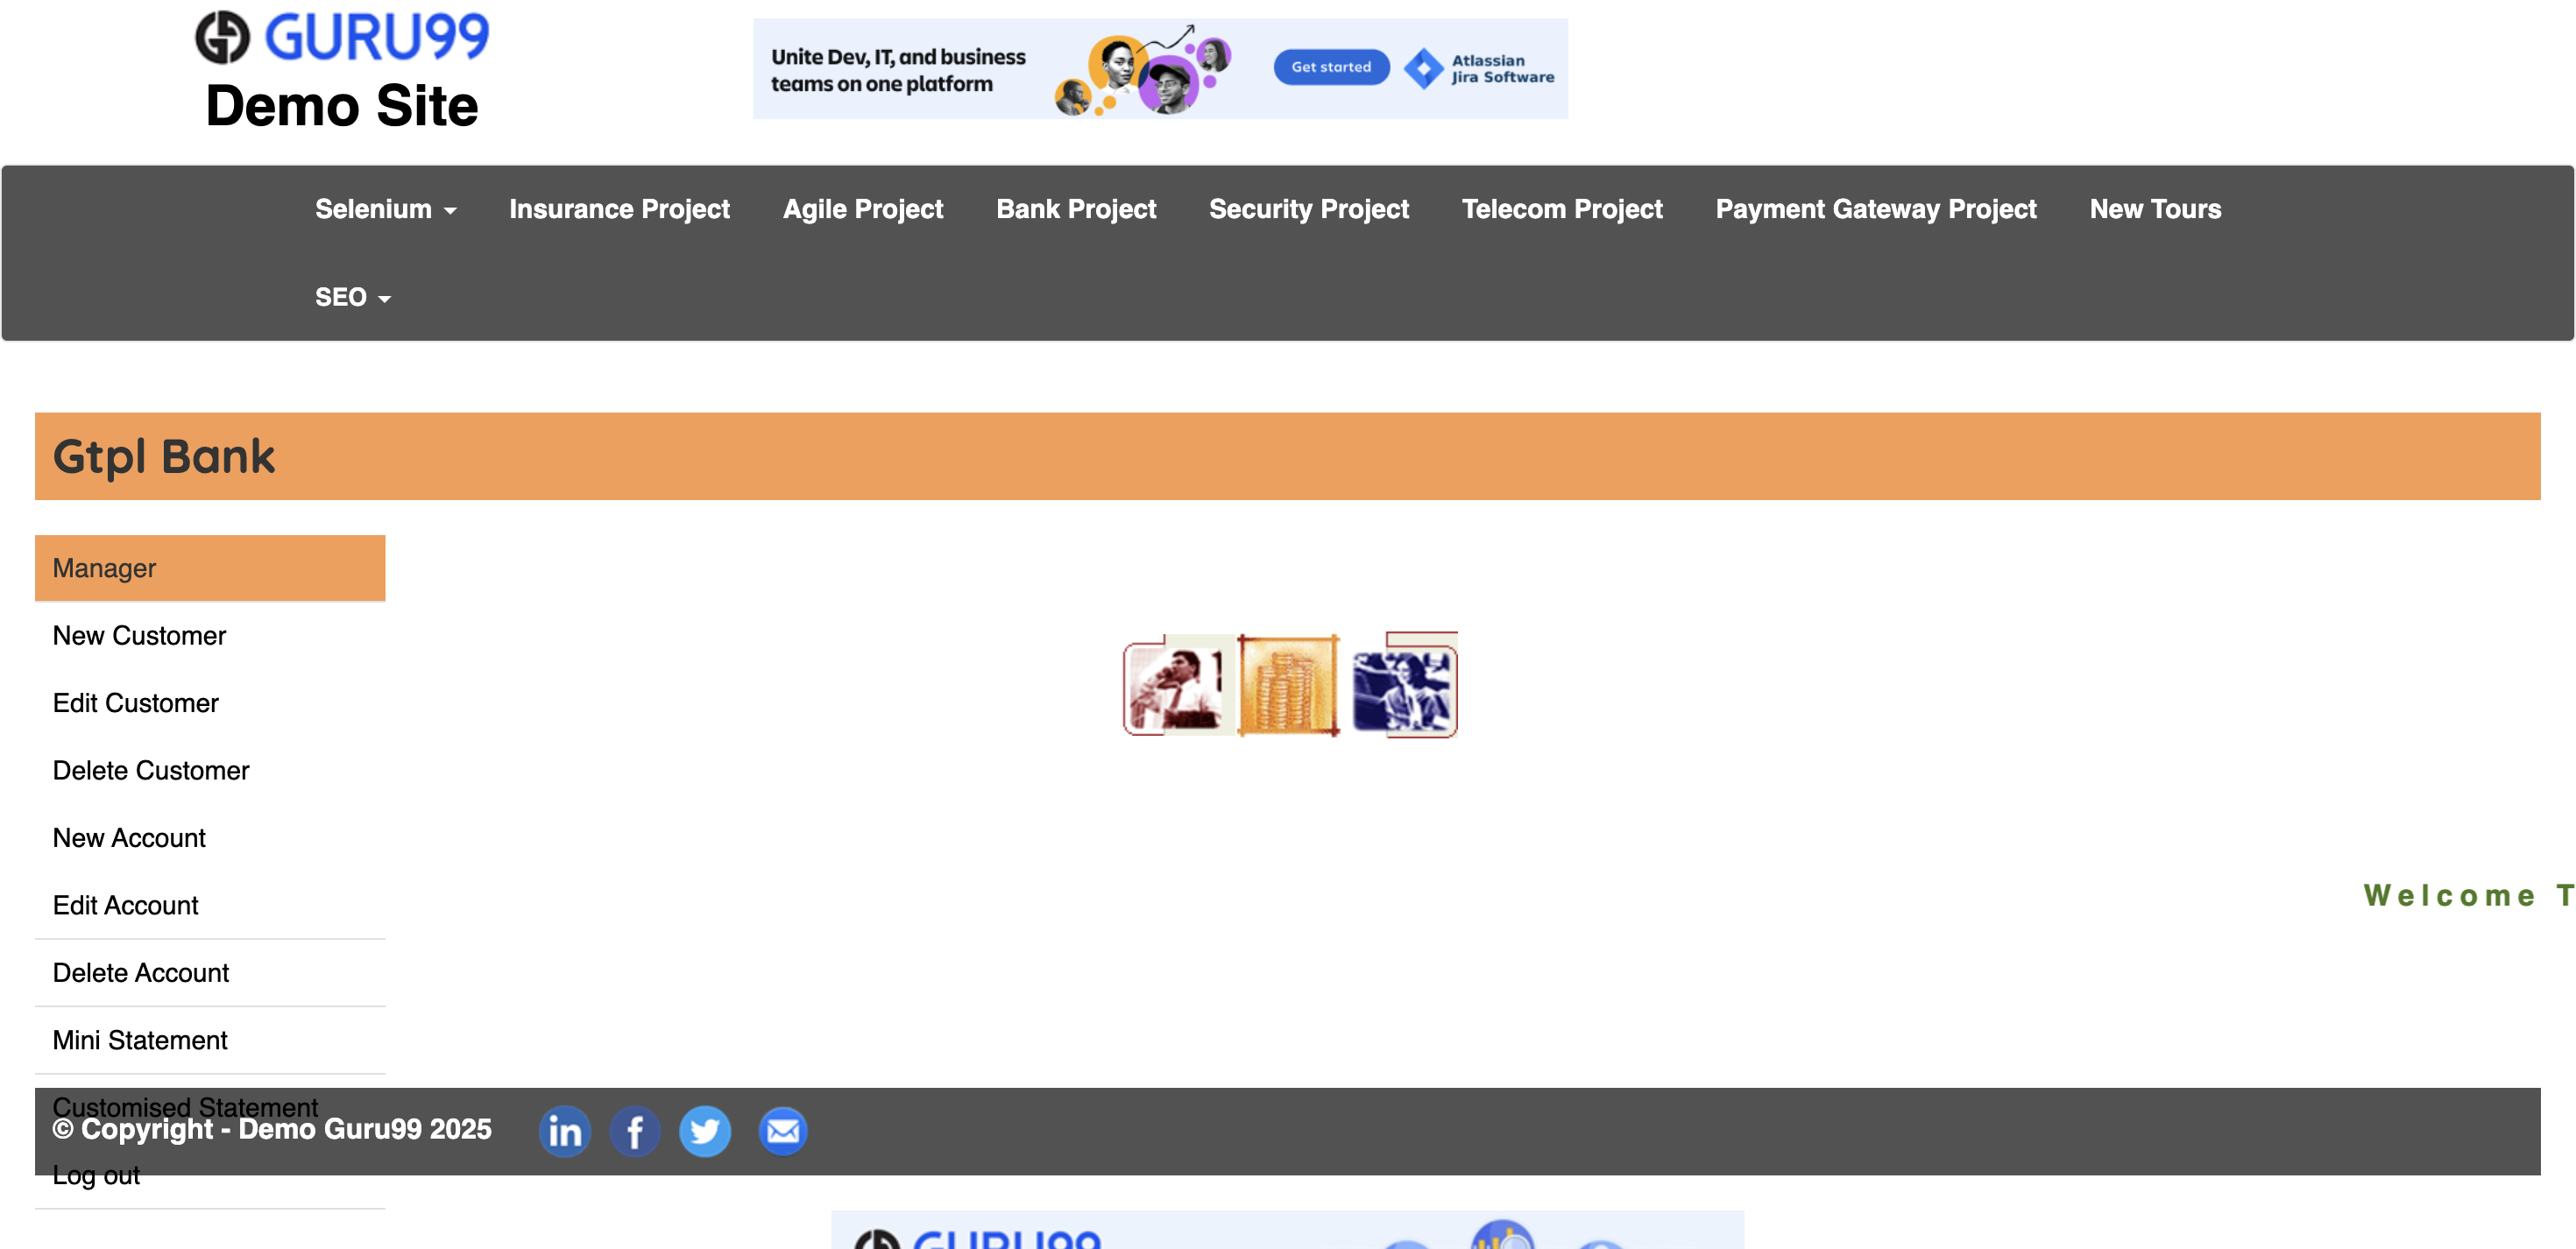 GURU99
Demo Site
Unite Dev, IT, and business
teams on one platform
Get started
Atlassian
Jira Software
Selenium
Insurance Project
Agile Project
Bank Project
Security Project
Telecom Project
Payment Gateway Project
New Tours
SEO
Gtpl Bank
Manager
New Customer
Edit Customer
Delete Customer
New Account
Edit Account
Welcome T
Delete Account
Mini Statement
Customised Statement
© Copyright - Demo Guru99 2025
Log out
GURU99